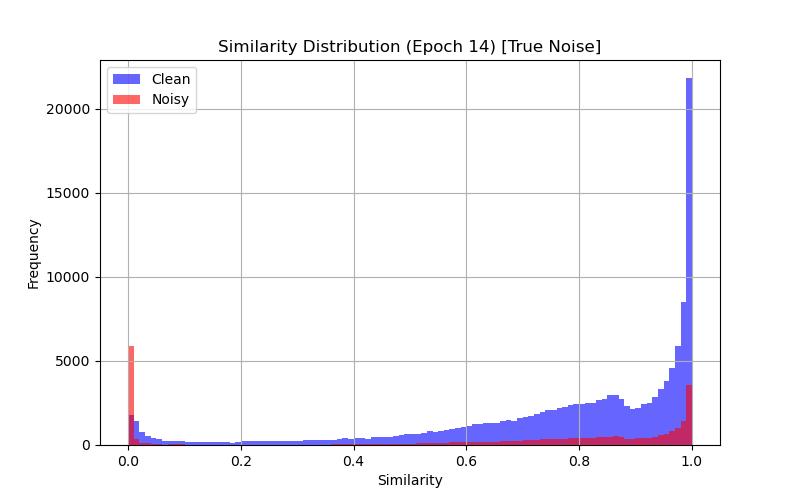 Similarity Distribution (Epoch 14) [True Noise]
Clean
Noisy
20000
15000
10000
5000
0
Frequency
0.0 0.2 0.4 0.6 0.8 1.0
Similarity